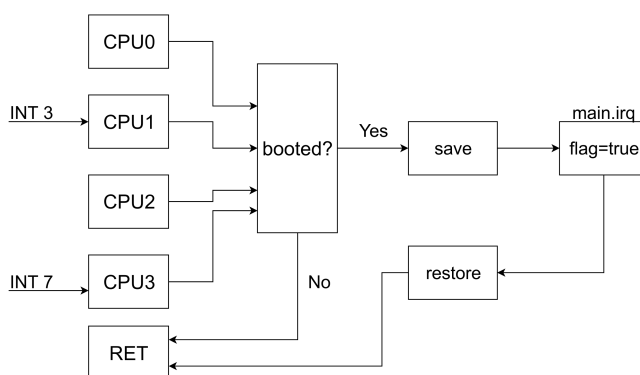 CPU0
INT 3
CPU1
booted?
Yes
save
main.irq
flag=true
CPU2
INT 7
CPU3
No
restore
RET